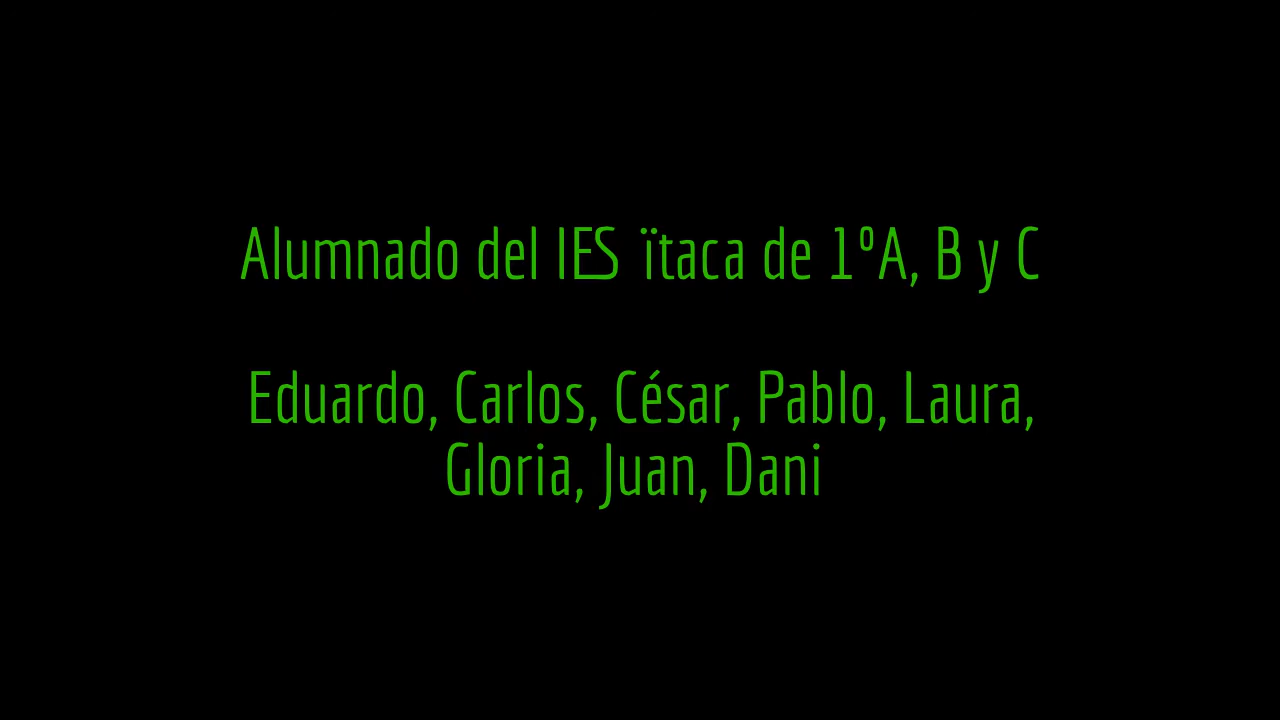 Alumnado del IES ïtaca de 1ºA, B y C
Eduardo, Carlos, César, Pablo, Laura,
Gloria, Juan, Dani